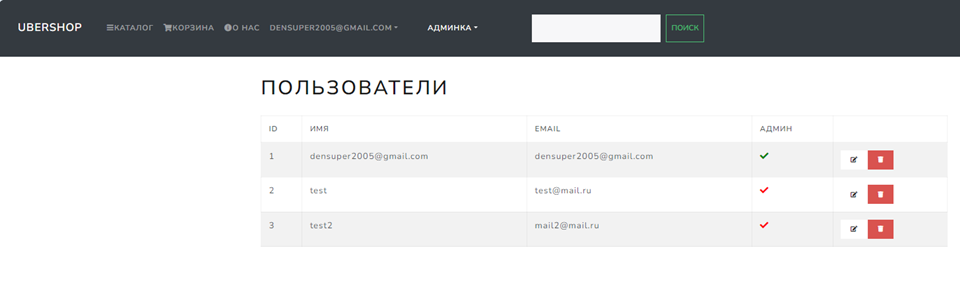 UBERSHOP КАТАЛОГ КОРЗИНА О НАС DENSUPER2005@GMAIL.COM АДМИНКА ПОИСК
ПОЛЬЗОВАТЕЛИ
ID ИМЯ EMAIL АДМИН
1 densuper2005@gmail.com densuper2005@gmail.com
2 test test@mail.ru
3 test2 mail2@mail.ru